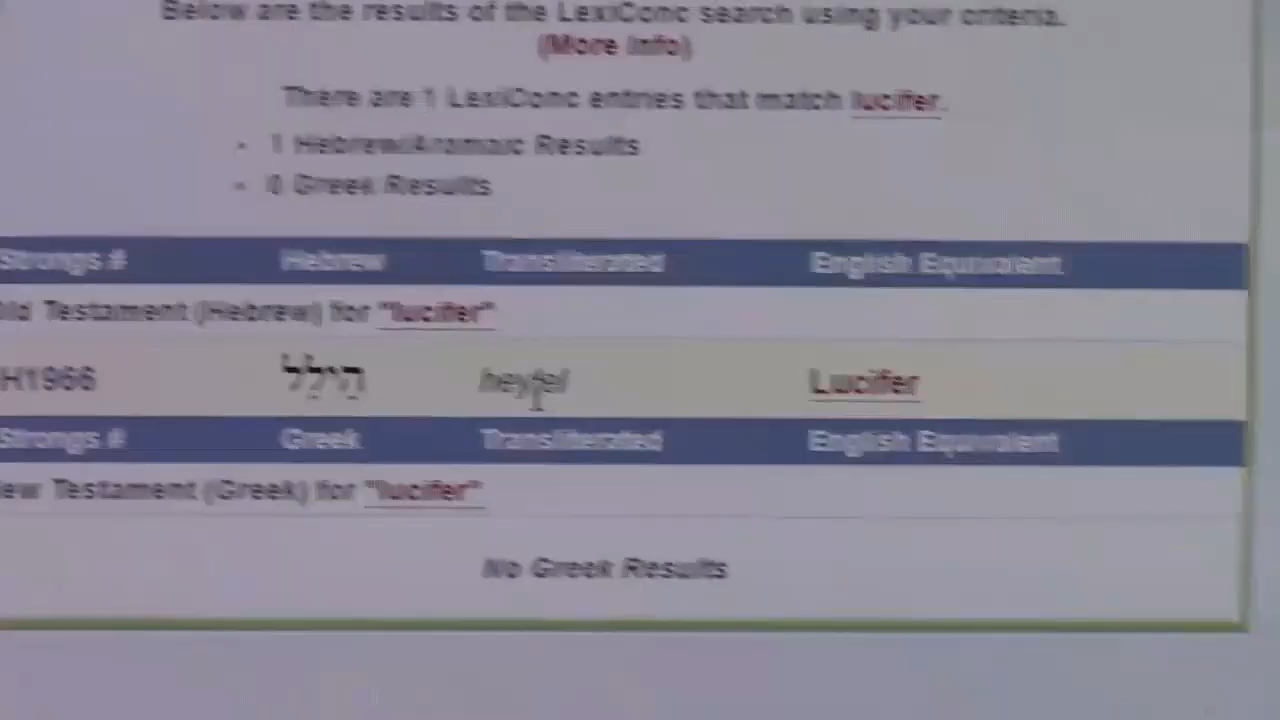 Below are the results of the LexiConc search using your criteria.
(More Info)
There are 1 LexiConc entries that match lucifer.
1 Hebrew/Aramaic Results
0 Greek Results
Strongs # Hebrew Transliterated English Equivalent
ld Testament (Hebrew) for "lucifer"
H1966 הֵילֵל heylel Lucifer
Strongs # Greek Transliterated English Equivalent
ew Testament (Greek) for "lucifer"
No Greek Results